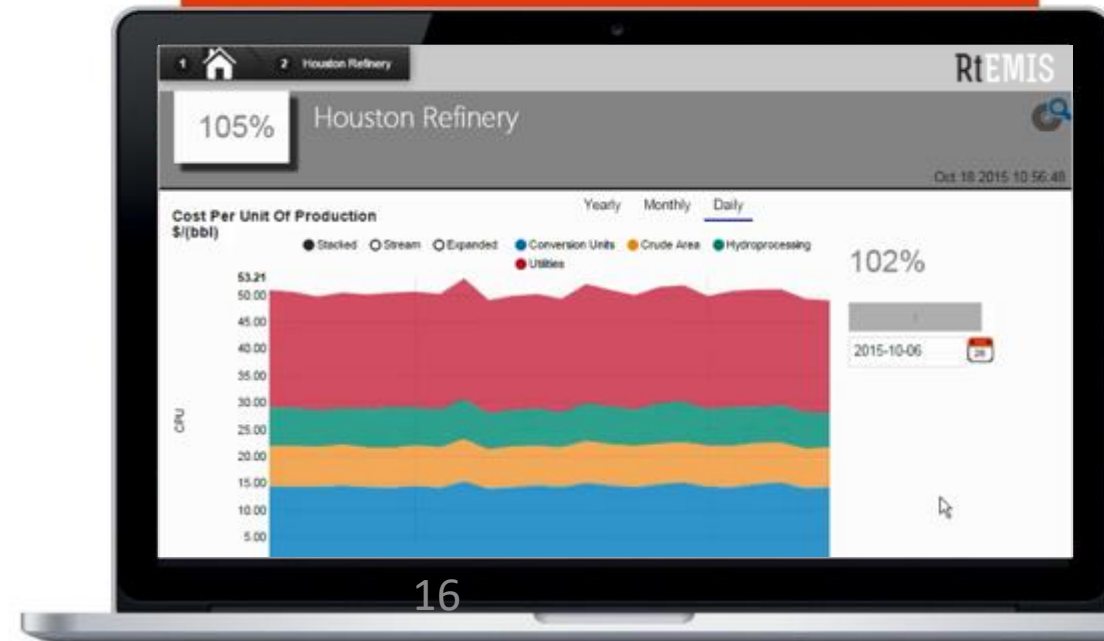 1 2 Houston Refinery
RtEMIS
105% Houston Refinery
Oct 18 2015 10:56:48
Cost Per Unit Of Production
$/(bbl)
Yearly Monthly Daily
Stacked Stream Expanded Conversion Units Crude Area Hydroprocessing
Utilities
102%
53.21
50.00
45.00
40.00
35.00
30.00
25.00
20.00
15.00
10.00
5.00
CPU
2015-10-06
16